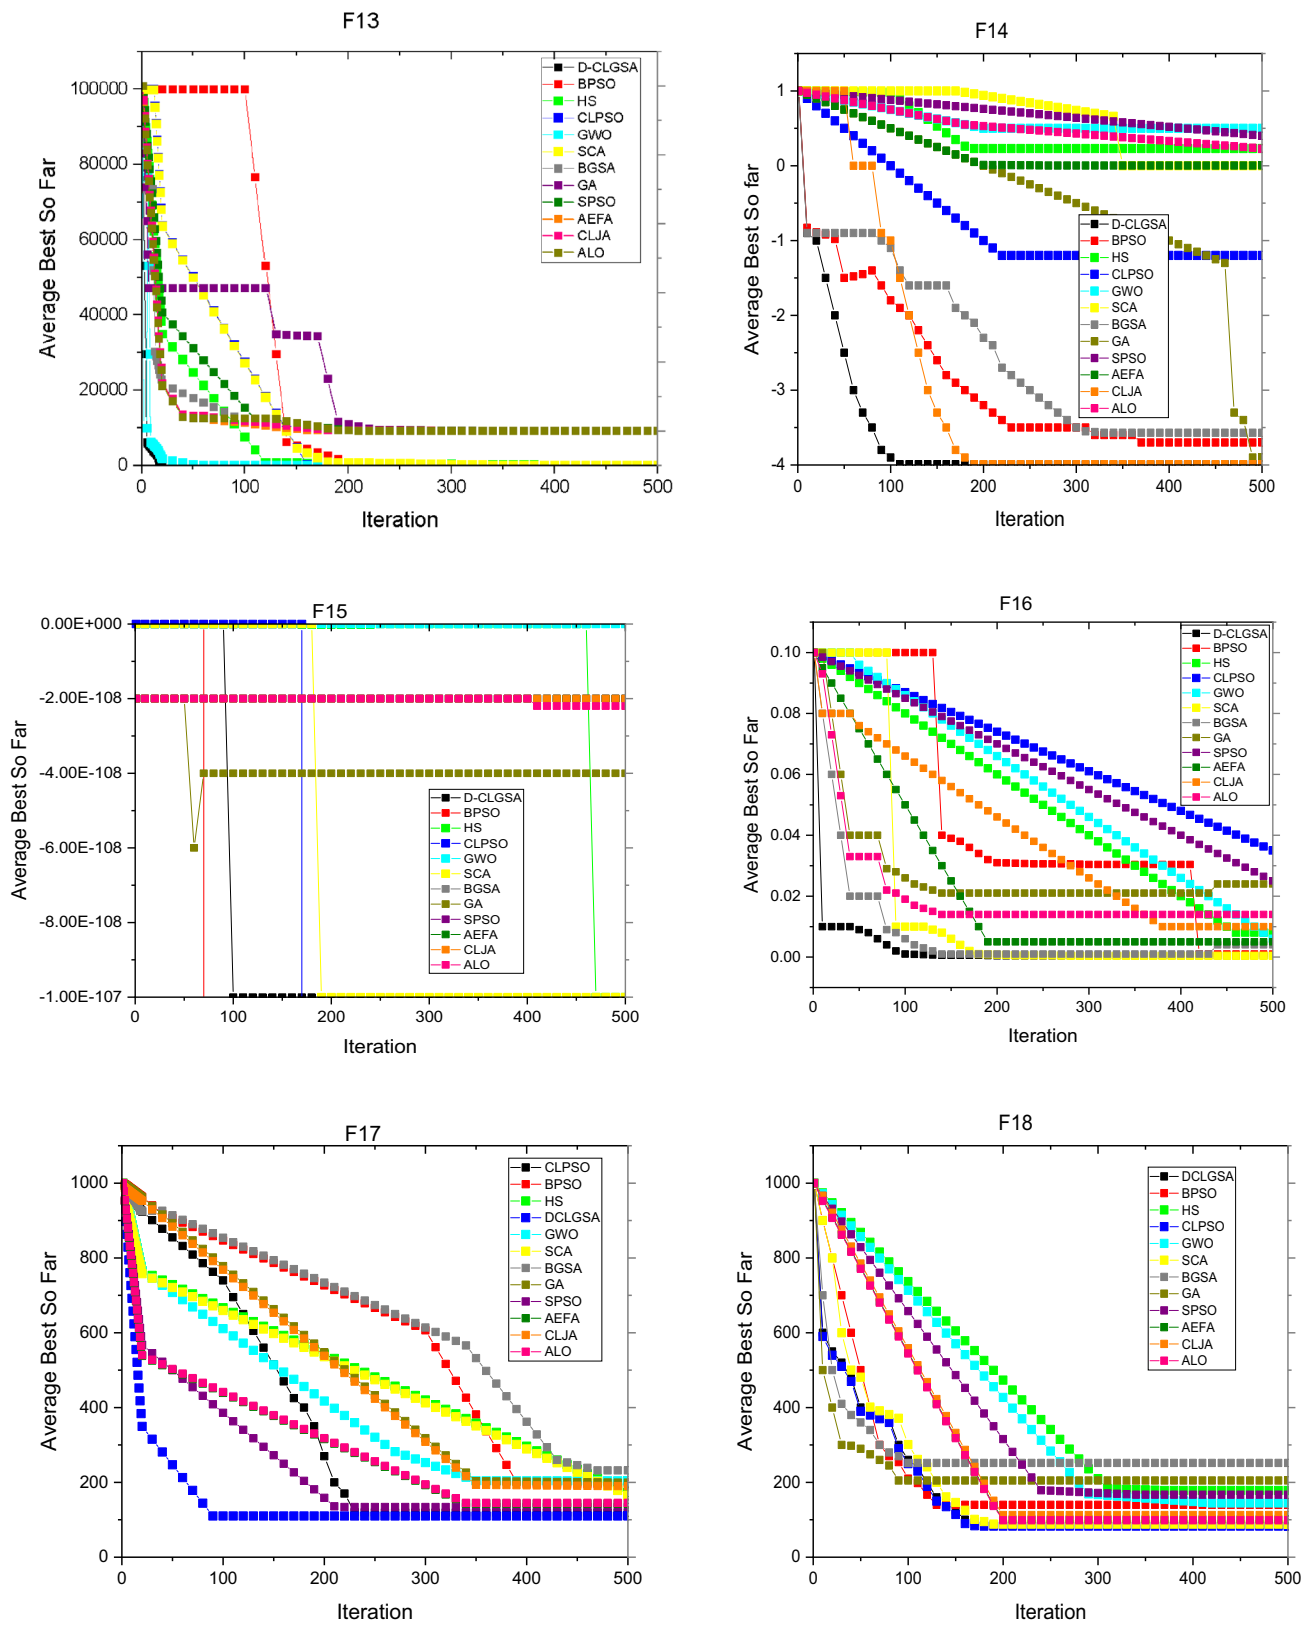 F13
Average Best So Far
100000
80000
60000
40000
20000
0
0
100
200
300
400
500
Iteration
D-CLGSA
BPSO
HS
CLPSO
GWO
SCA
BGSA
GA
SPSO
AEFA
CLJA
ALO
F14
Average Best So far
1
0
-1
-2
-3
-4
0
100
200
300
400
500
Iteration
D-CLGSA
BPSO
HS
CLPSO
GWO
SCA
BGSA
GA
SPSO
AEFA
CLJA
ALO
F15
Average Best So Far
0.00E+000
-2.00E-108
-4.00E-108
-6.00E-108
-8.00E-108
-1.00E-107
0
100
200
300
400
500
Iteration
D-CLGSA
BPSO
HS
CLPSO
GWO
SCA
BGSA
GA
SPSO
AEFA
CLJA
ALO
F16
Average Best So Far
0.10
0.08
0.06
0.04
0.02
0.00
0
100
200
300
400
500
Iteration
D-CLGSA
BPSO
HS
CLPSO
GWO
SCA
BGSA
GA
SPSO
AEFA
CLJA
ALO
F17
Average Best So Far
1000
800
600
400
200
0
0
100
200
300
400
500
Iteration
CLPSO
BPSO
HS
DCLGSA
GWO
SCA
BGSA
GA
SPSO
AEFA
CLJA
ALO
F18
Average Best So Far
1000
800
600
400
200
0
0
100
200
300
400
500
Iteration
DCLGSA
BPSO
HS
CLPSO
GWO
SCA
BGSA
GA
SPSO
AEFA
CLJA
ALO